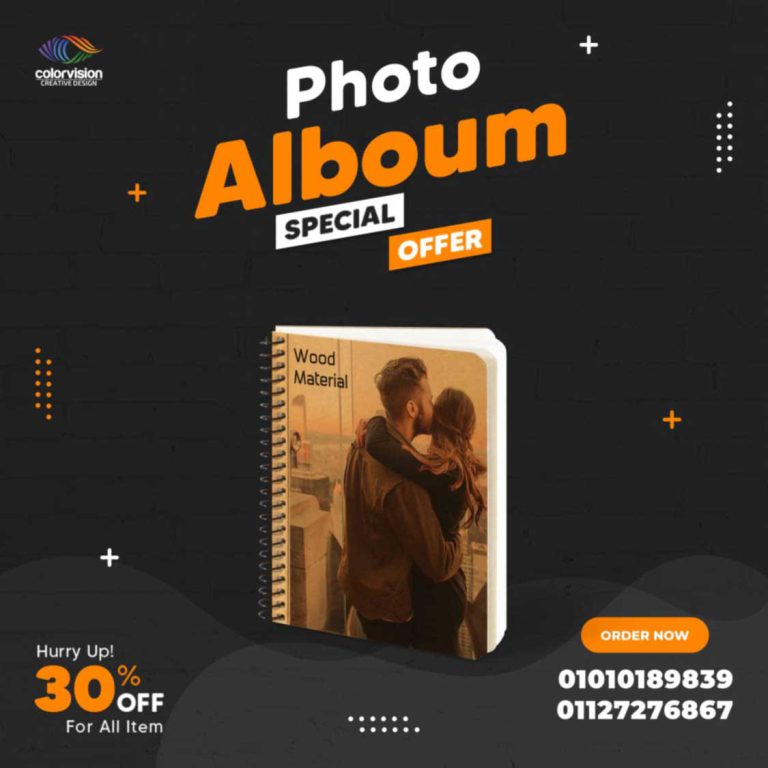 colorvision
CREATIVE DESIGN
Photo
Alboum
SPECIAL
OFFER
Wood
Material
Hurry Up!
30% OFF
For All Item
ORDER NOW
01010189839
01127276867